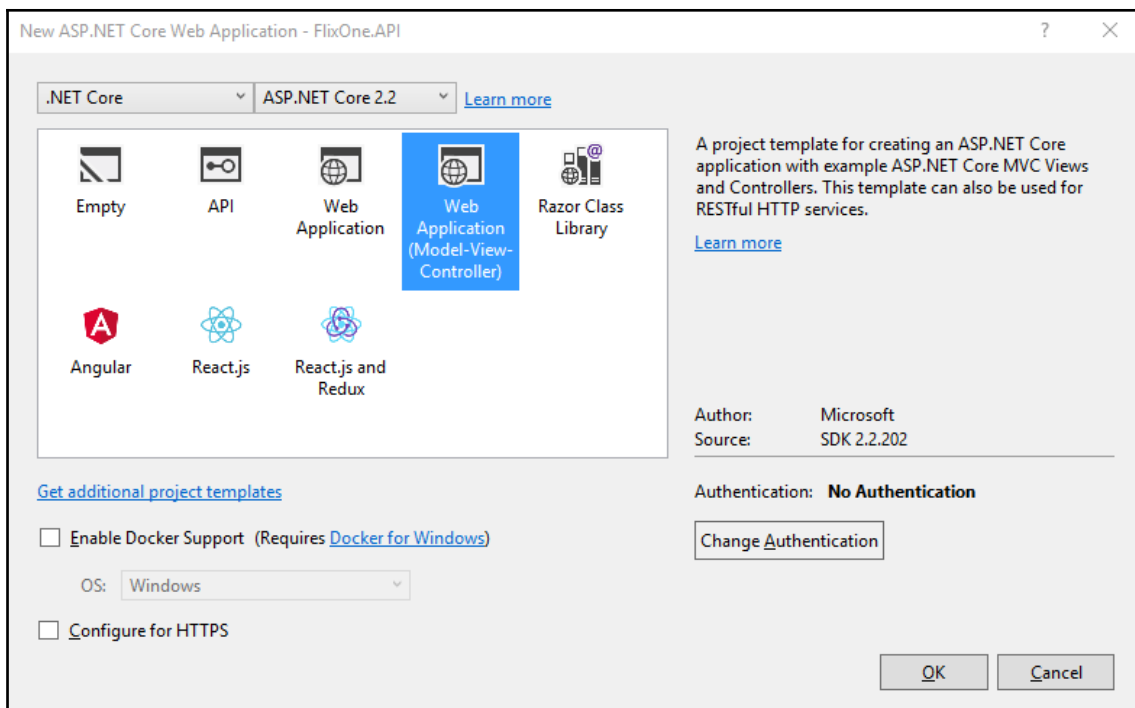 New ASP.NET Core Web Application - FlixOne.API
?
.NET Core
ASP.NET Core 2.2
Learn more
Empty
API
Web
Application
Web
Application
(Model-View-
Controller)
Razor Class
Library
Angular
React.js
React.js and
Redux
A project template for creating an ASP.NET Core
application with example ASP.NET Core MVC Views
and Controllers. This template can also be used for
RESTful HTTP services.
Learn more
Author: Microsoft
Source: SDK 2.2.202
Get additional project templates
Enable Docker Support (Requires Docker for Windows)
OS: Windows
Configure for HTTPS
Authentication: No Authentication
Change Authentication
OK
Cancel